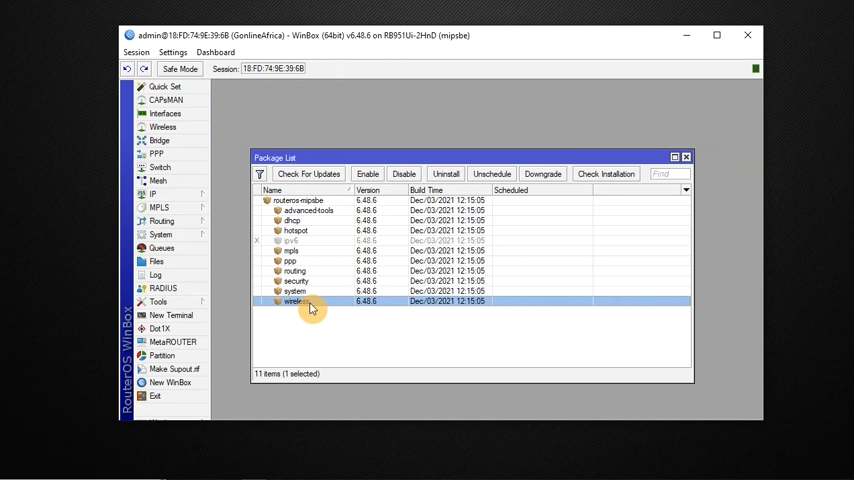 admin@18:FD:74:9E:39:6B (GonlineAfrica) - WinBox (64bit) v6.48.6 on RB951Ui-2HnD (mipsbe)
Session Settings Dashboard
Safe Mode Session: 18:FD:74:9E:39:6B
Quick Set
CAPsMAN
Interfaces
Wireless
Bridge
PPP
Switch
Mesh
IP
MPLS
Routing
System
Queues
Files
Log
RADIUS
Tools
New Terminal
Dot1X
MetaROUTER
Partition
Make Supout.rif
New WinBox
Exit
RouterOS WinBox
Package List
Check For Updates Enable Disable Uninstall Unschedule Downgrade Check Installation Find
Name Version Build Time Scheduled
routeros-mipsbe 6.48.6 Dec/03/2021 12:15:05
advanced-tools 6.48.6 Dec/03/2021 12:15:05
dhcp 6.48.6 Dec/03/2021 12:15:05
hotspot 6.48.6 Dec/03/2021 12:15:05
X ipv6 6.48.6 Dec/03/2021 12:15:05
mpls 6.48.6 Dec/03/2021 12:15:05
ppp 6.48.6 Dec/03/2021 12:15:05
routing 6.48.6 Dec/03/2021 12:15:05
security 6.48.6 Dec/03/2021 12:15:05
system 6.48.6 Dec/03/2021 12:15:05
wireless 6.48.6 Dec/03/2021 12:15:05
11 items (1 selected)